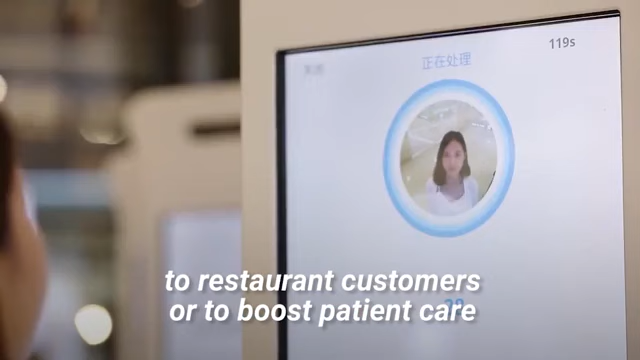 119s
正在处理
to restaurant customers
or to boost patient care